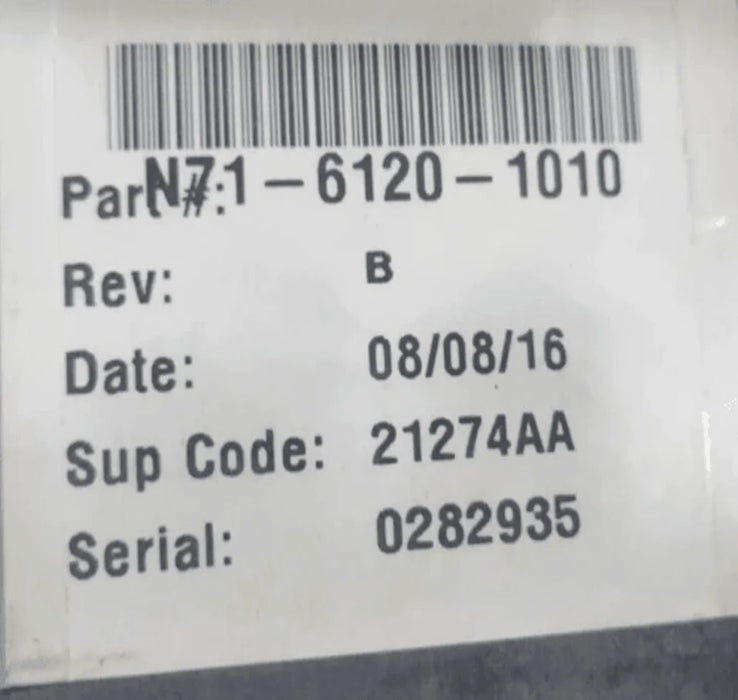 Part #: N71-6120-1010
Rev: B
Date: 08/08/16
Sup Code: 21274AA
Serial: 0282935